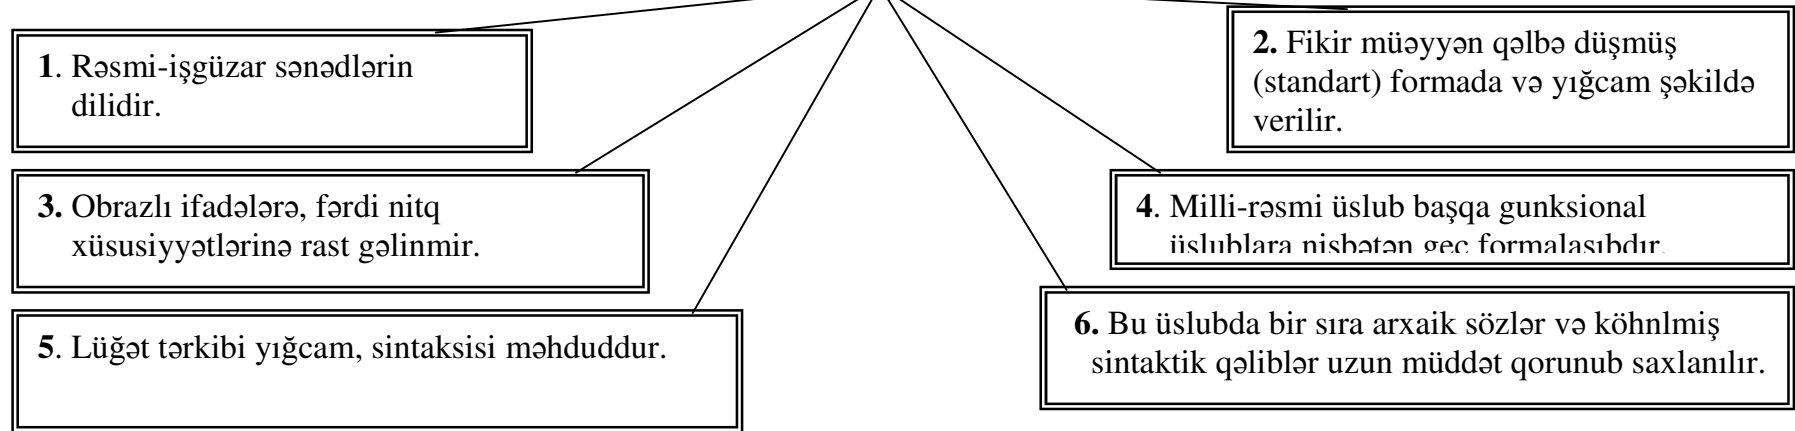 1. Rəsmi-işgüzar sənədlərin
dilidir.
2. Fikir müəyyən qəlbə düşmüş
(standart) formada və yığcam şəkildə
verilir.
3. Obrazlı ifadələrə, fərdi nitq
xüsusiyyətlərinə rast gəlinmir.
4. Milli-rəsmi üslub başqa gunksional
üslublara nisbətən gec formalaşıbdır.
5. Lüğət tərkibi yığcam, sintaksisi məhduddur.
6. Bu üslubda bir sıra arxaik sözlər və köhnlmiş
sintaktik qəliblər uzun müddət qorunub saxlanılır.